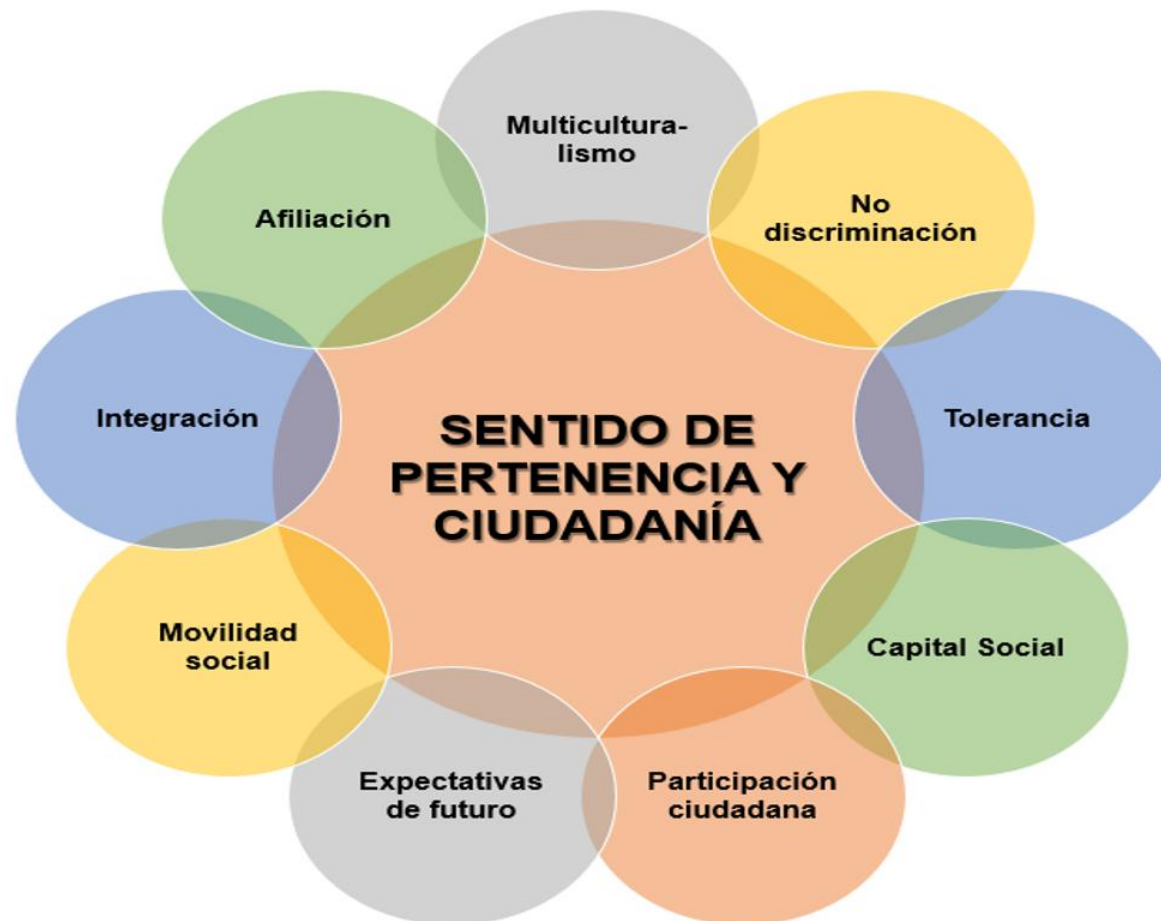 Multicultura-
lismo
No
discriminación
Afiliación
Tolerancia
Integración
SENTIDO DE
PERTENENCIA Y
CIUDADANÍA
Capital Social
Movilidad
social
Participación
ciudadana
Expectativas
de futuro